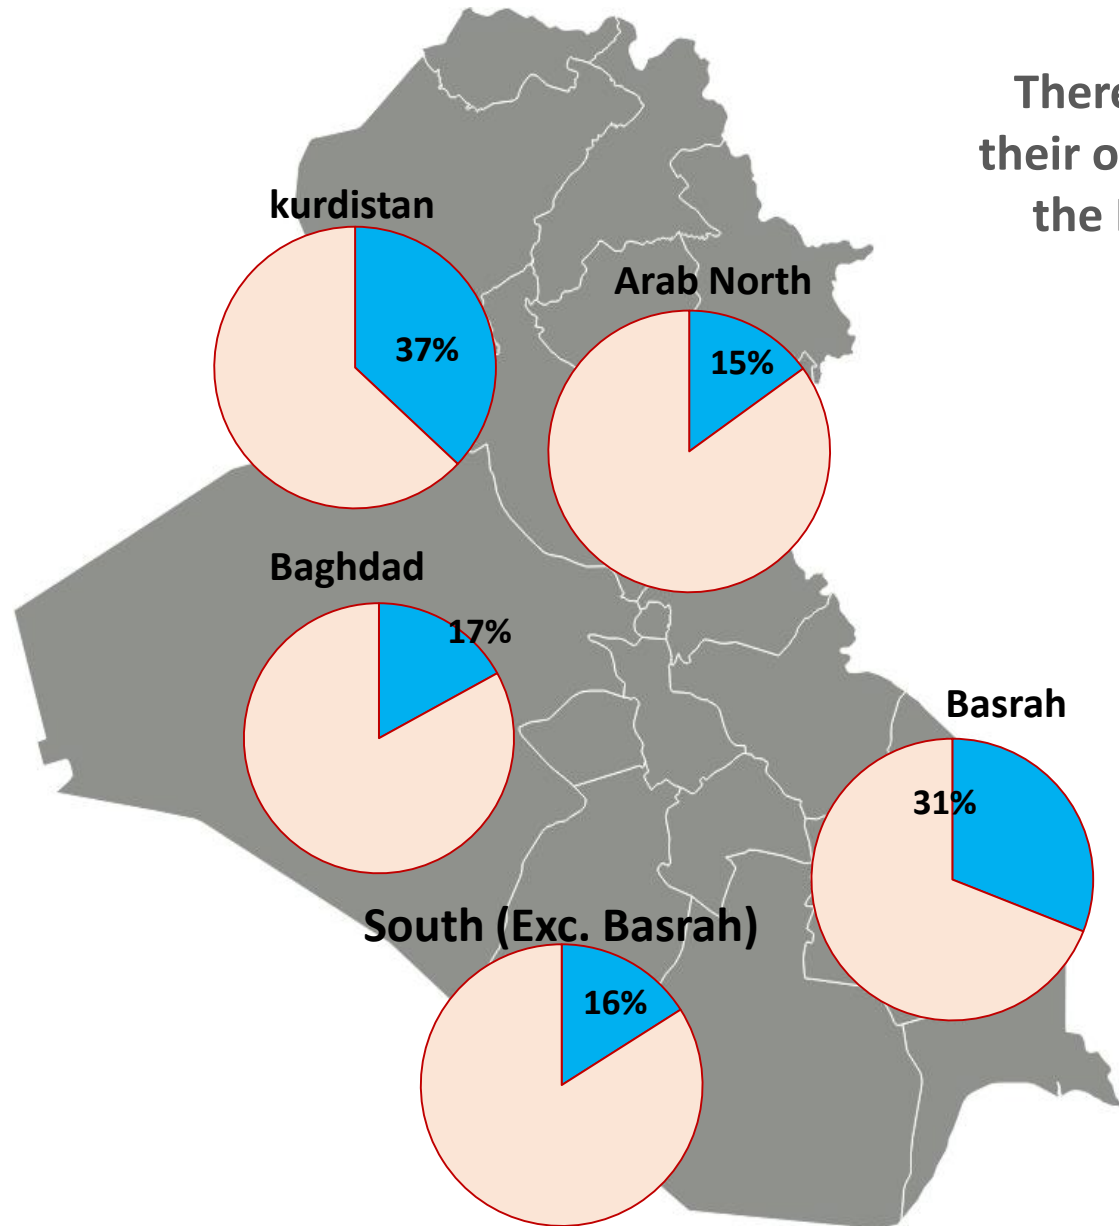 There
their o
the
kurdistan
Arab North
37%
15%
Baghdad
17%
Basrah
31%
South (Exc. Basrah)
16%